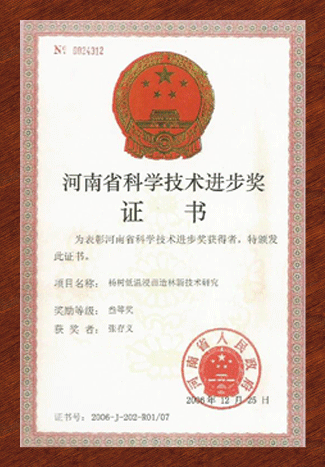 № 0024312
河南省科学技术进步奖
证 书
为表彰河南省科学技术进步奖获得者，特颁发
此证书。
项目名称： 杨树低温浸亩造林新技术研究
奖励等级： 叁等奖
获 奖 者： 张存义
河南省人民政府
2006年 12月 25日
证书号： 2006-J-202-R01/07